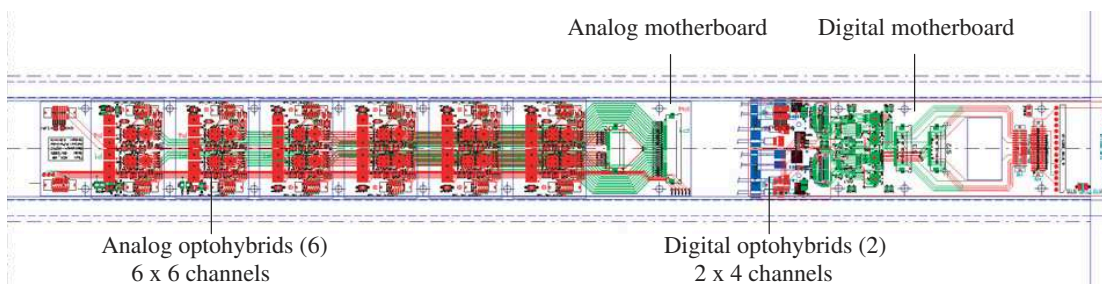 Analog motherboard
Digital motherboard
Analog optohybrids (6)
6 x 6 channels
Digital optohybrids (2)
2 x 4 channels